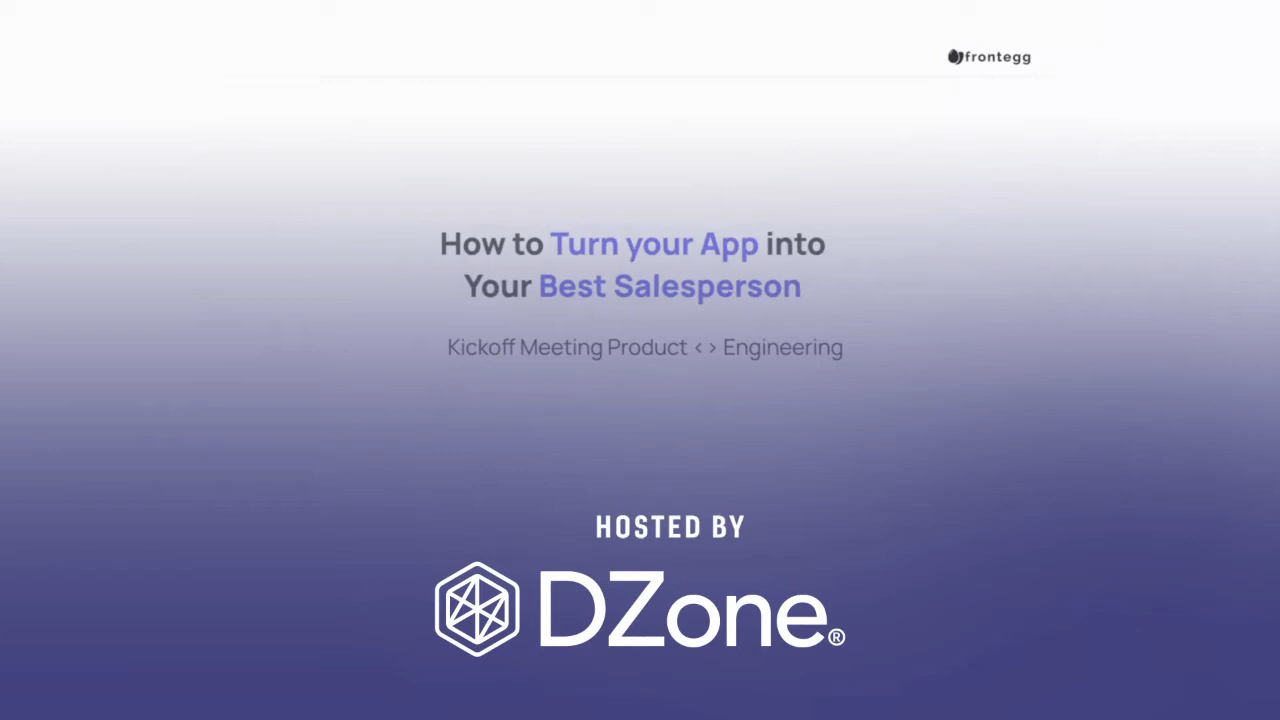 frontegg
How to Turn your App into
Your Best Salesperson
Kickoff Meeting Product < > Engineering
HOSTED BY
DZone®